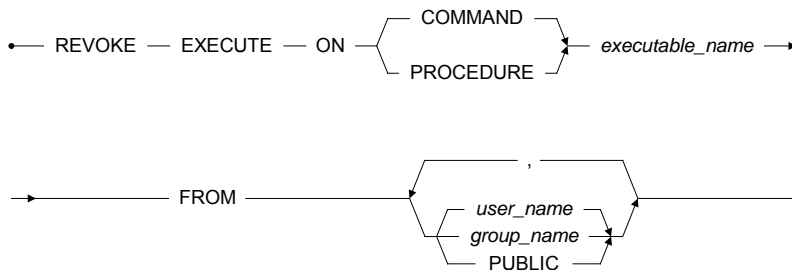 COMMAND
REVOKE EXECUTE ON executable_name
PROCEDURE
,
FROM
user_name
group_name
PUBLIC